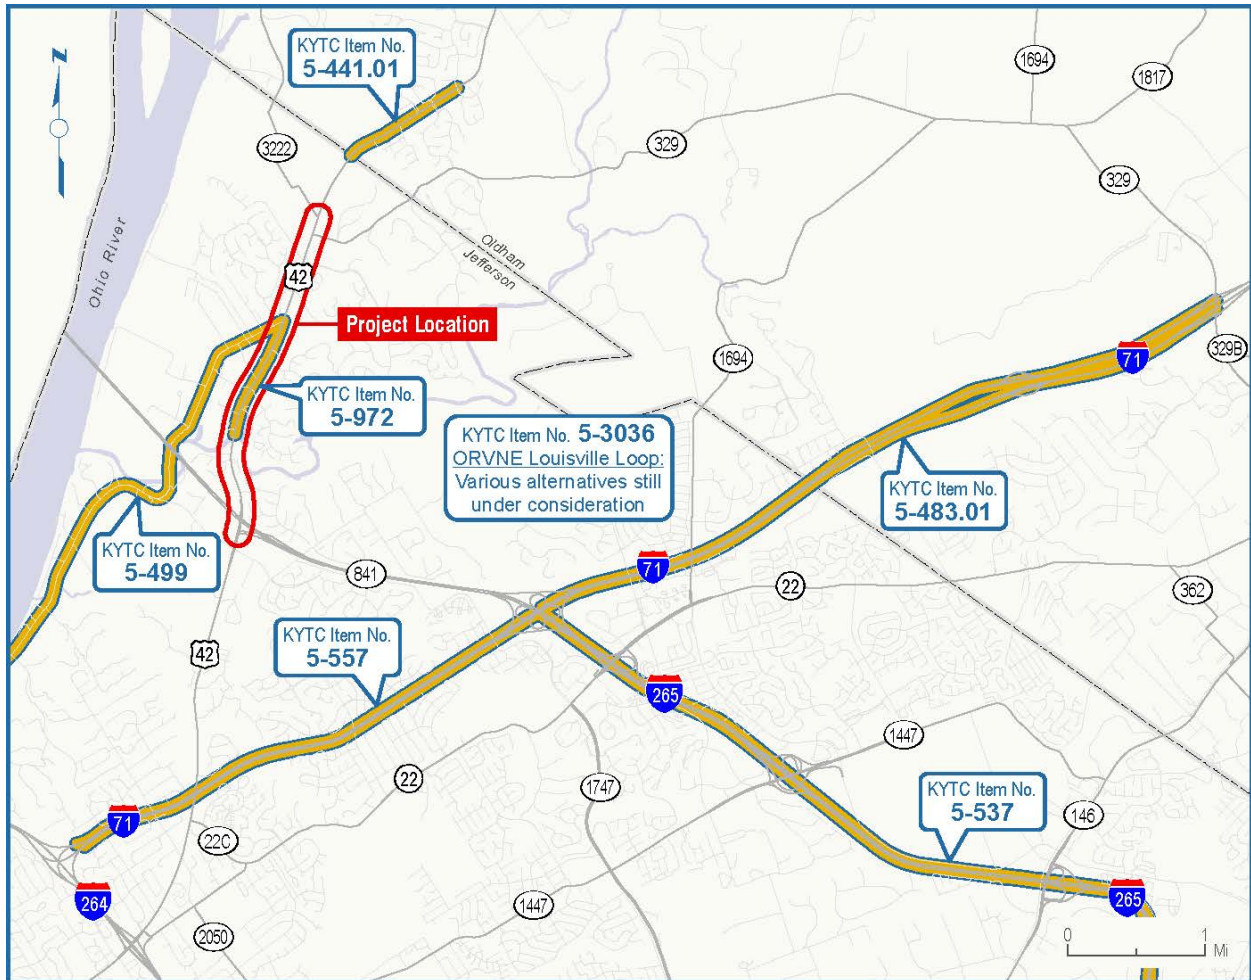 KYTC Item No.
5-441.01
1694
1817
N
3222
329
329
Ohio River
Oldham
Jefferson
42
Project Location
1694
329B
71
KYTC Item No.
5-972
KYTC Item No. 5-3036
ORVNE Louisville Loop:
Various alternatives still
under consideration
KYTC Item No.
5-483.01
KYTC Item No.
5-499
841
71
22
362
42
KYTC Item No.
5-557
265
1447
22
1747
KYTC Item No.
5-537
146
71
22C
264
1447
265
2050
0
1
Mi